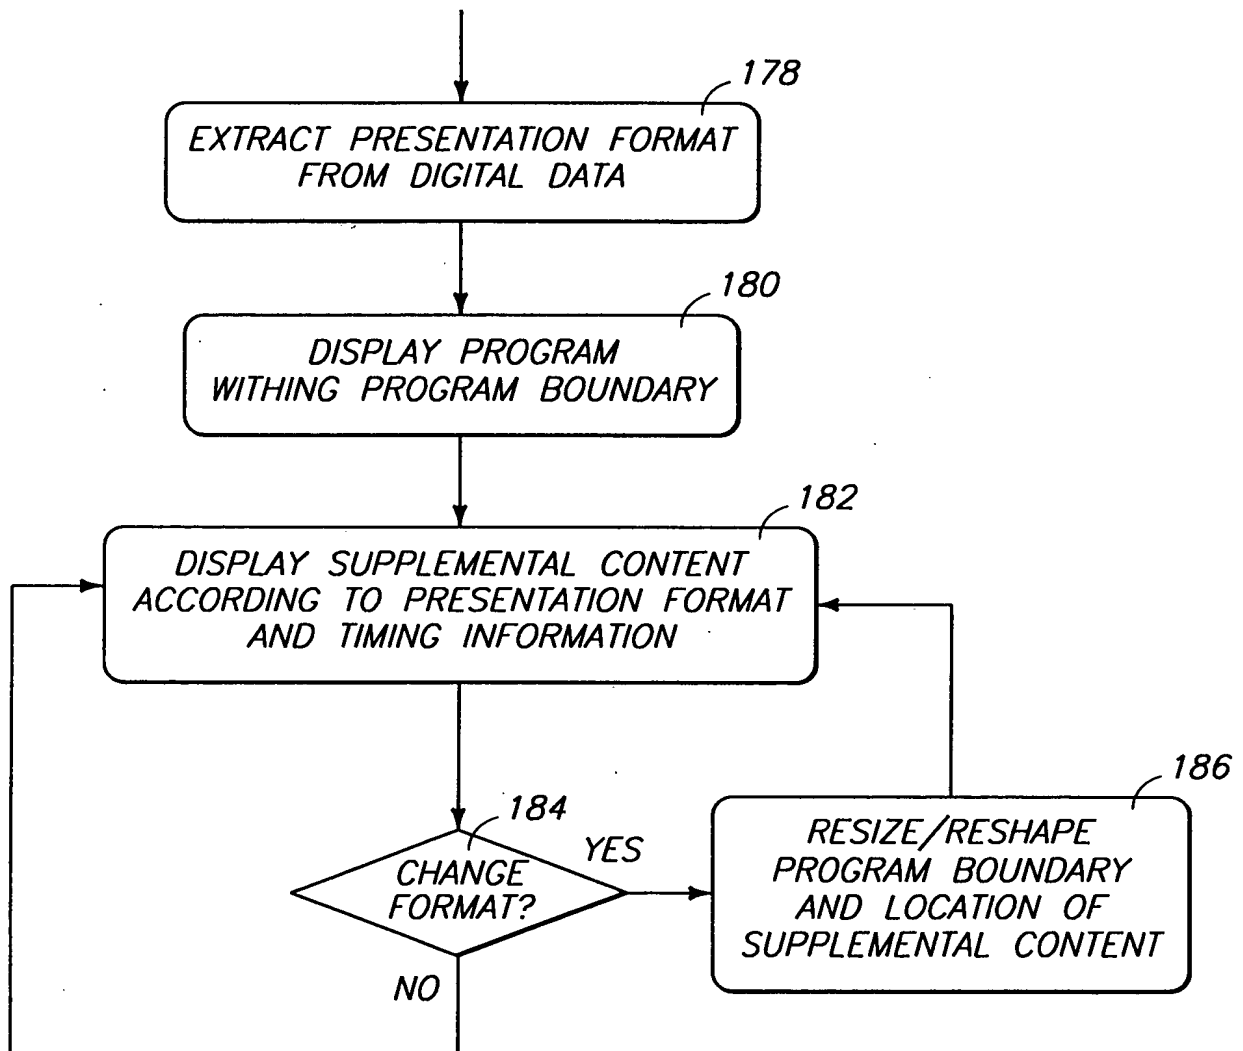 178
EXTRACT PRESENTATION FORMAT
FROM DIGITAL DATA
180
DISPLAY PROGRAM
WITHING PROGRAM BOUNDARY
182
DISPLAY SUPPLEMENTAL CONTENT
ACCORDING TO PRESENTATION FORMAT
AND TIMING INFORMATION
184
CHANGE
FORMAT?
YES
NO
186
RESIZE/RESHAPE
PROGRAM BOUNDARY
AND LOCATION OF
SUPPLEMENTAL CONTENT